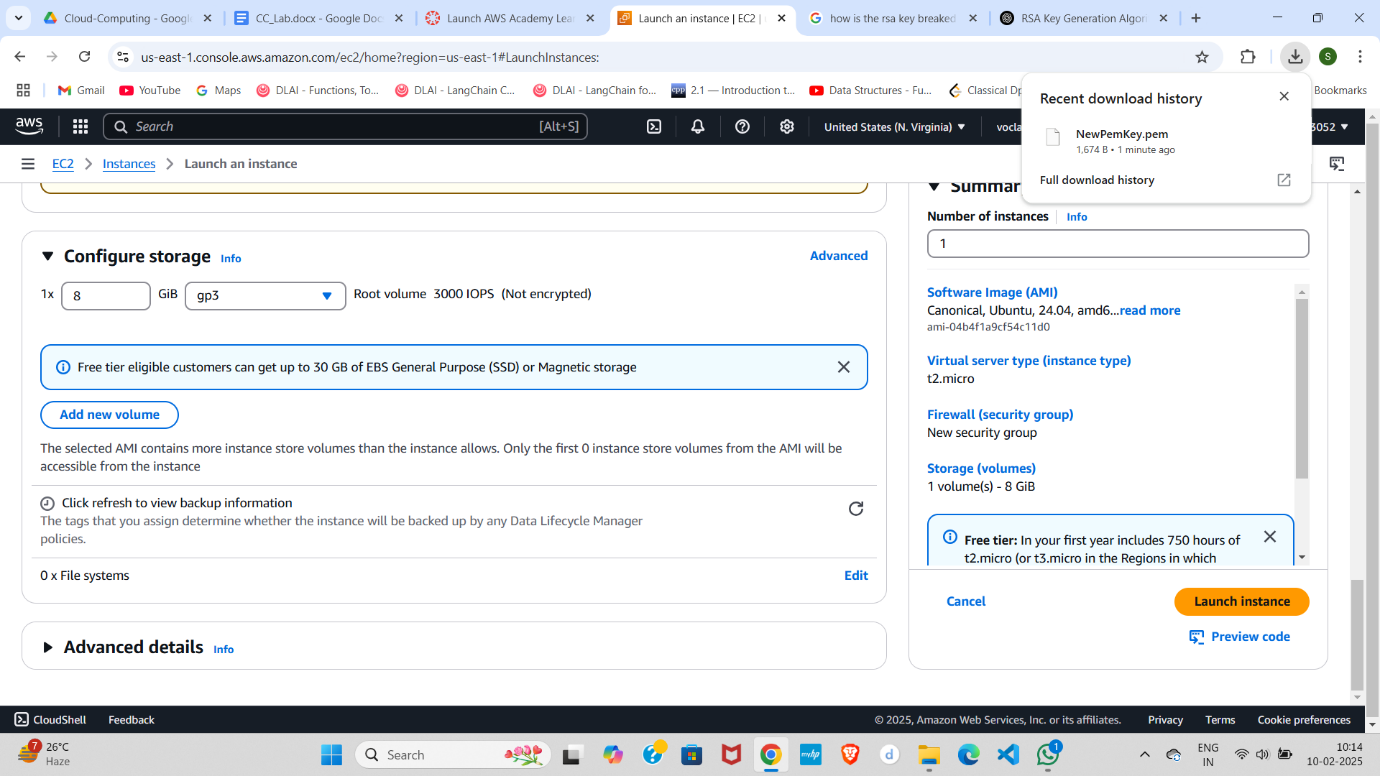 Cloud-Computing - Googl
CC_Lab.docx - Google Doc
Launch AWS Academy Lear
Launch an instance | EC2 |
how is the rsa key breaked
RSA Key Generation Algori
us-east-1.console.aws.amazon.com/ec2/home?region=us-east-1#LaunchInstances:
S
Gmail
YouTube
Maps
DLAI - Functions, To...
DLAI - LangChain C...
DLAI - LangChain fo...
epp
2.1 — Introduction t...
Data Structures - Fu...
Classical Dp
Bookmarks
Recent download history
NewPemKey.pem
1,674 B • 1 minute ago
Full download history
aws
Search
[Alt+S]
United States (N. Virginia)
vocla
3052
EC2
Instances
Launch an instance
Configure storage
Info
Advanced
1x
8
GiB
gp3
Root volume 3000 IOPS (Not encrypted)
Free tier eligible customers can get up to 30 GB of EBS General Purpose (SSD) or Magnetic storage
Add new volume
The selected AMI contains more instance store volumes than the instance allows. Only the first 0 instance store volumes from the AMI will be
accessible from the instance
Click refresh to view backup information
The tags that you assign determine whether the instance will be backed up by any Data Lifecycle Manager
policies.
0 x File systems
Edit
Advanced details
Info
Summar
Number of instances
Info
1
Software Image (AMI)
Canonical, Ubuntu, 24.04, amd6...read more
ami-04b4f1a9cf54c11d0
Virtual server type (instance type)
t2.micro
Firewall (security group)
New security group
Storage (volumes)
1 volume(s) - 8 GiB
Free tier: In your first year includes 750 hours of
t2.micro (or t3.micro in the Regions in which
Cancel
Launch instance
Preview code
CloudShell
Feedback
© 2025, Amazon Web Services, Inc. or its affiliates.
Privacy
Terms
Cookie preferences
7
26°C
Haze
Search
myhp
d
1
ENG
IN
10:14
10-02-2025